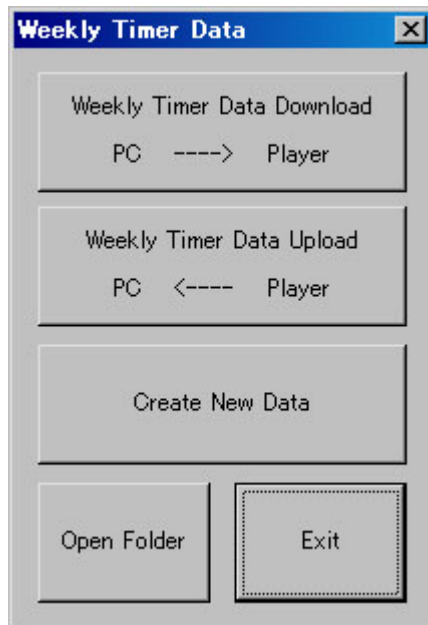 Weekly Timer Data
Weekly Timer Data Download
PC ----> Player
Weekly Timer Data Upload
PC <---- Player
Create New Data
Open Folder
Exit